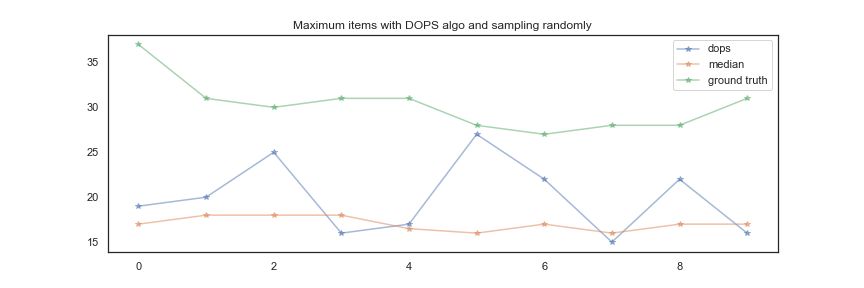 Maximum items with DOPS algo and sampling randomly
dops
median
ground truth
35
30
25
20
15
0 2 4 6 8